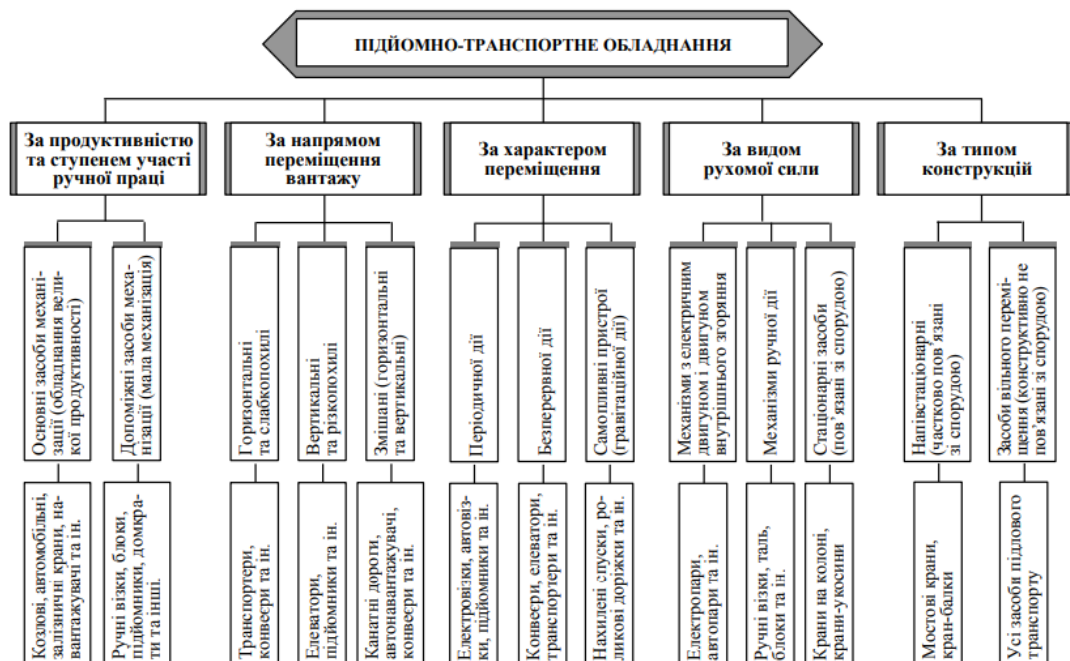 ПІДЙОМНО-ТРАНСПОРТНЕ ОБЛАДНАННЯ
За продуктивністю
та ступенем участі
ручної праці
За напрямом
переміщення
вантажу
За характером
переміщення
За видом
рухомої сили
За типом
конструкцій
Основні засоби механі-
зації (обладнання вели-
кої продуктивності)
Допоміжні засоби меха-
нізації (мала механізація)
Горизонтальні
та слабкопохилі
Вертикальні
та різкопохилі
Змішані (горизонтальні
та вертикальні)
Періодичної дії
Безперервної дії
Самопливні пристрої
(гравітаційної дії)
Механізми з електричним
двигуном і двигуном
внутрішнього згоряння
Механізми ручної дії
Стаціонарні засоби
(пов’язані зі спорудою)
Напівстаціонарні
(частково пов’язані
зі спорудою)
Засоби вільного перемі-
щення (конструктивно не
пов’язані зі спорудою)
Козлові, автомобільні,
залізничні крани, на-
вантажувачі та ін.
Ручні візки, блоки,
підйомники, домкра-
ти та інші.
Транспортери,
конвеєри та ін.
Елеватори,
підйомники та ін.
Канатні дороги,
автонавантажувачі,
конвеєри та ін.
Електровізки, автовіз-
ки, підйомники та ін.
Конвеєри, елеватори,
транспортери та ін.
Нахилені спуски, ро-
ликові доріжки та ін.
Електропари,
автопари та ін.
Ручні візки, таль,
блоки та ін.
Крани на колоні,
крани-укосини
Мостові крани,
кран-балки
Усі засоби підлового
транспорту